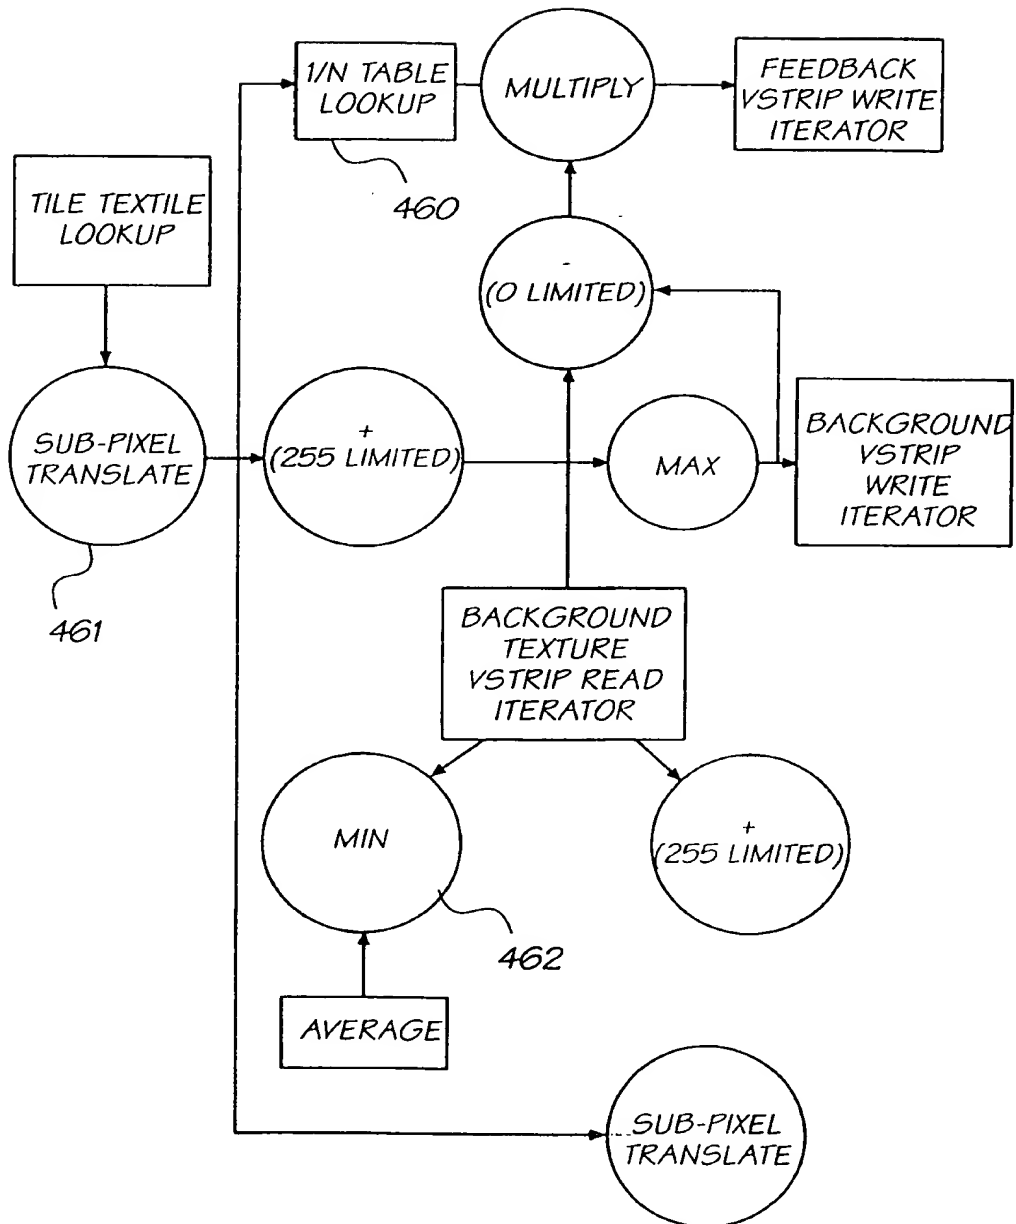 1/N TABLE
LOOKUP
MULTIPLY
FEEDBACK
VSTRIP WRITE
ITERATOR
460
TILE TEXTILE
LOOKUP
-
(0 LIMITED)
SUB-PIXEL
TRANSLATE
461
+
(255 LIMITED)
MAX
BACKGROUND
VSTRIP
WRITE
ITERATOR
BACKGROUND
TEXTURE
VSTRIP READ
ITERATOR
MIN
462
+
(255 LIMITED)
AVERAGE
SUB-PIXEL
TRANSLATE